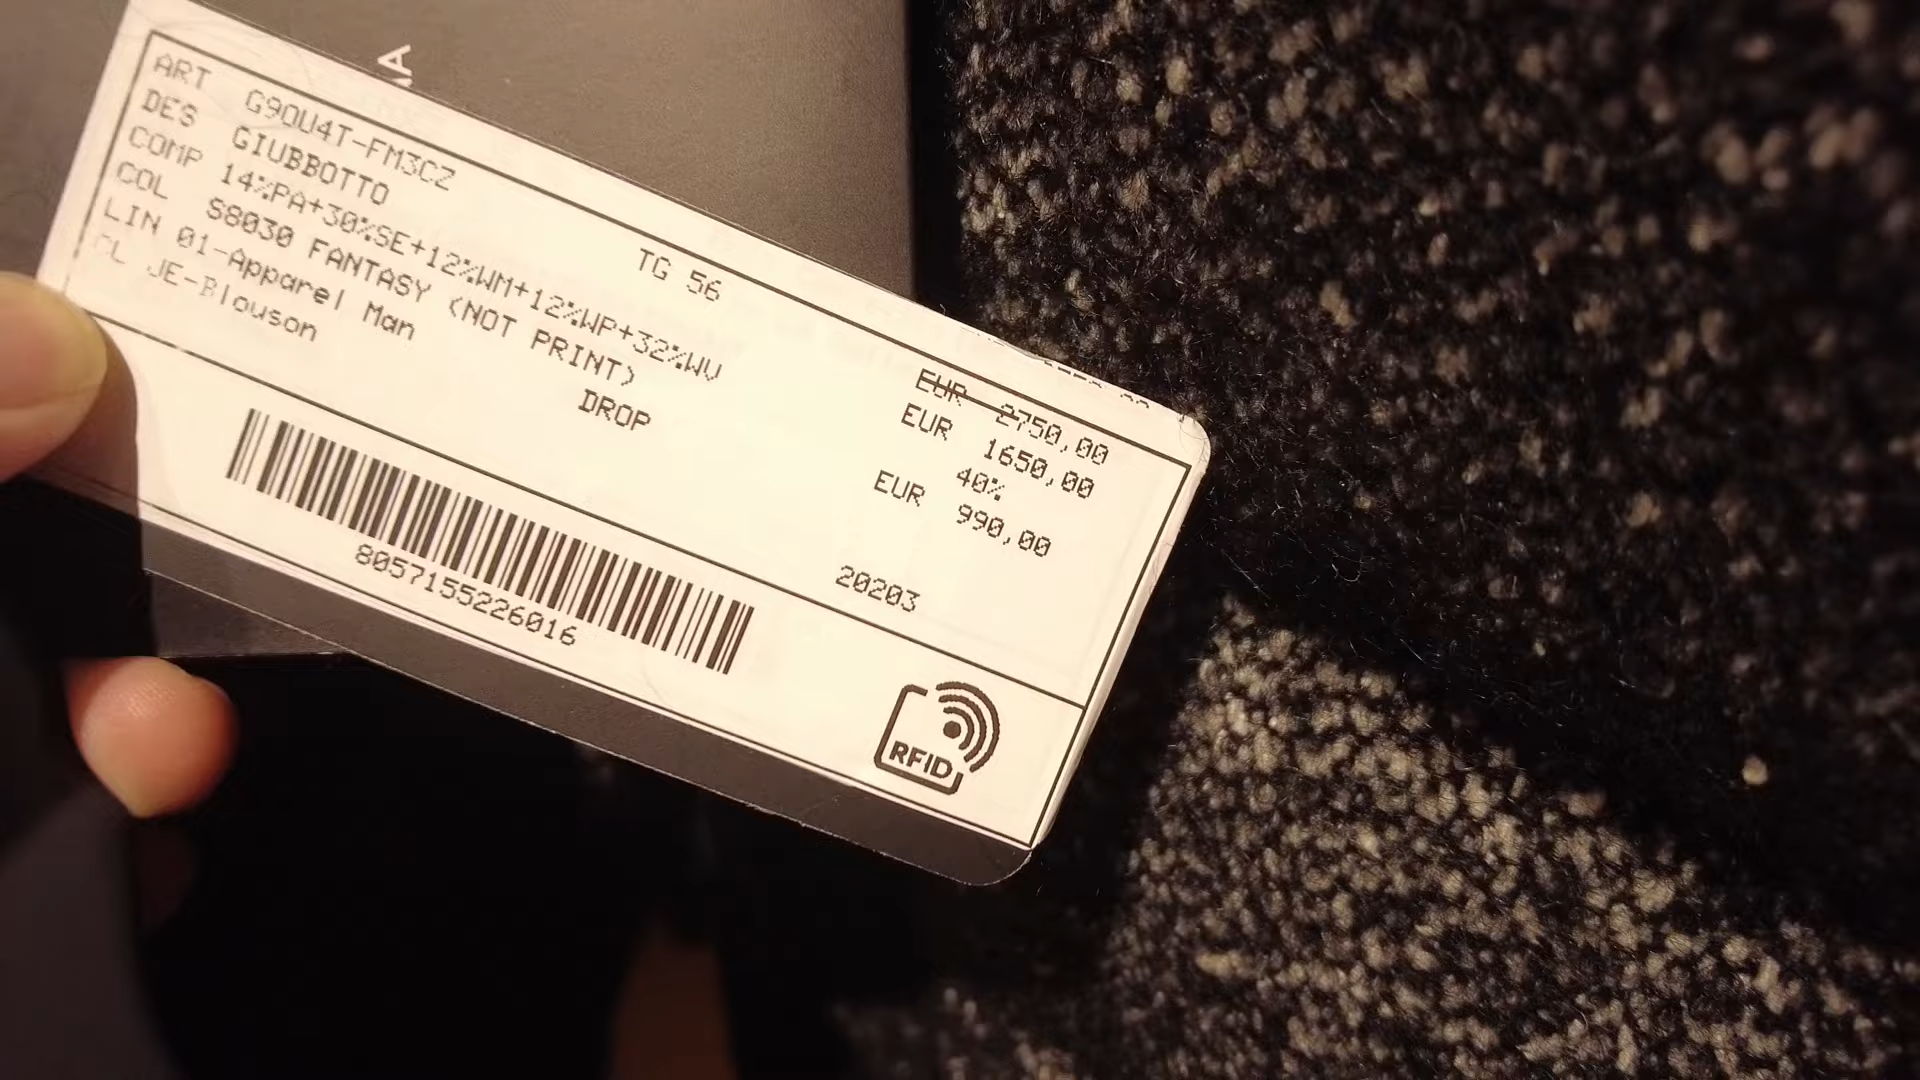 A
ART G9OU4T-FM3CZ
DES GIUBBOTTO
TG 56
COMP 14%PA+30%SE+12%WM+12%WP+32%WV
COL S8030 FANTASY (NOT PRINT)
LIN 01-Apparel Man
CL JE-Blouson
DROP
EUR 2750,00
EUR 1650,00
40%
EUR 990,00
20203
8057155226016
RFID